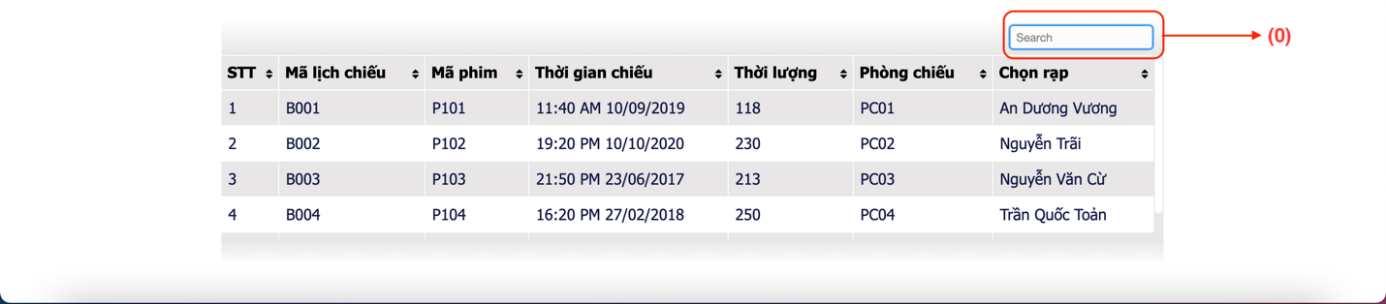 Search (0)
STT Mã lịch chiếu Mã phim Thời gian chiếu Thời lượng Phòng chiếu Chọn rạp
1 B001 P101 11:40 AM 10/09/2019 118 PC01 An Dương Vương
2 B002 P102 19:20 PM 10/10/2020 230 PC02 Nguyễn Trãi
3 B003 P103 21:50 PM 23/06/2017 213 PC03 Nguyễn Văn Cừ
4 B004 P104 16:20 PM 27/02/2018 250 PC04 Trần Quốc Toản